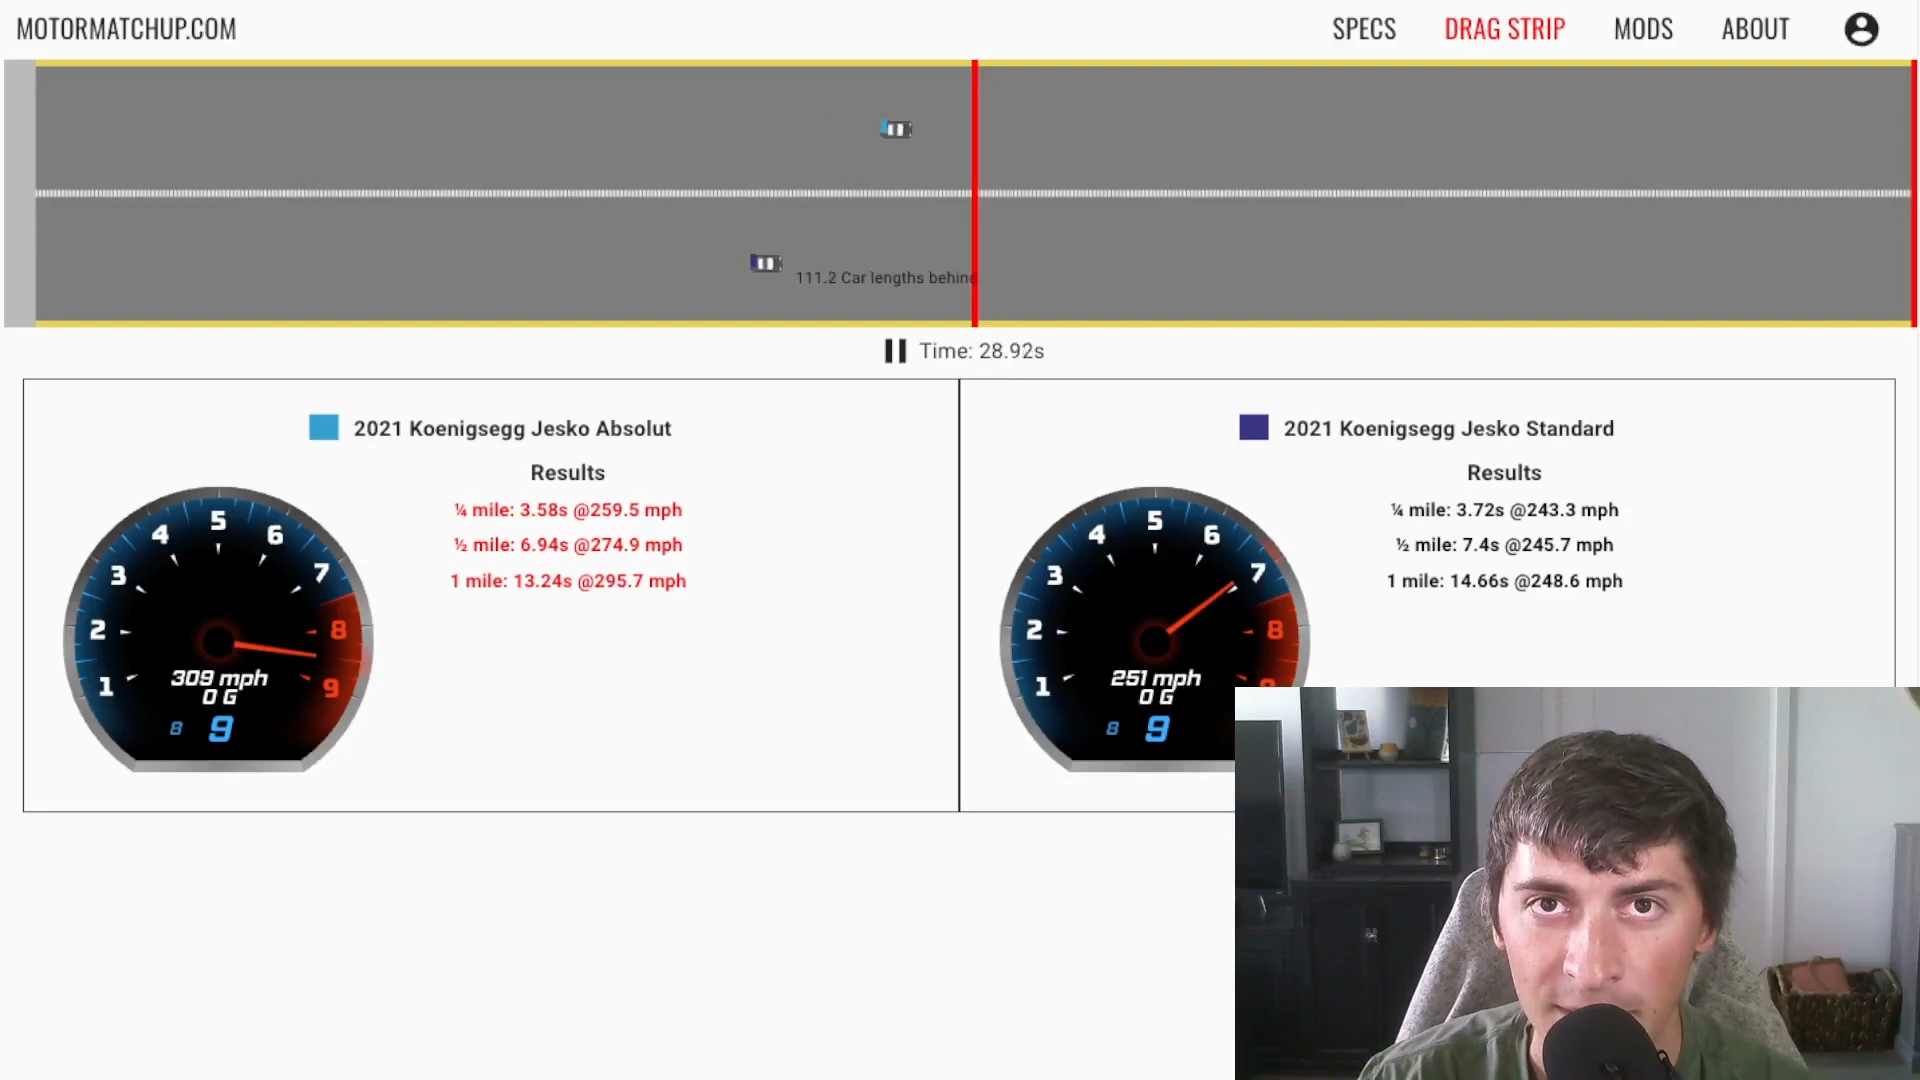 MOTORMATCHUP.COM
SPECS
DRAG STRIP
MODS
ABOUT
111.2 Car lengths behind
Time: 28.92s
2021 Koenigsegg Jesko Absolut
Results
¼ mile: 3.58s @259.5 mph
½ mile: 6.94s @274.9 mph
1 mile: 13.24s @295.7 mph
1
2
3
4
5
6
7
8
9
309 mph
0 G
8 9
2021 Koenigsegg Jesko Standard
Results
¼ mile: 3.72s @243.3 mph
½ mile: 7.4s @245.7 mph
1 mile: 14.66s @248.6 mph
1
2
3
4
5
6
7
8
251 mph
0 G
8 9